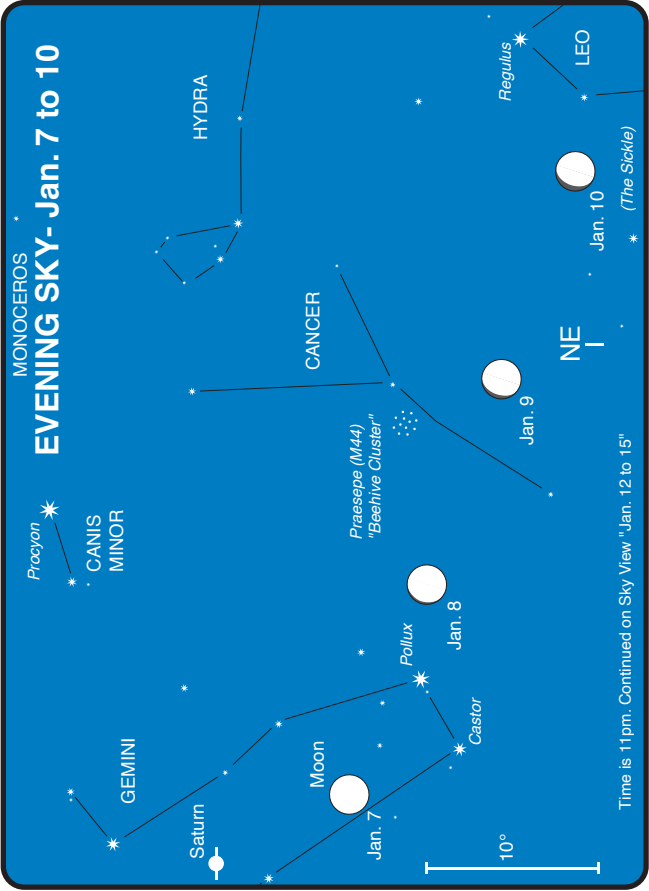 EVENING SKY- Jan. 7 to 10
MONOCEROS
Procyon
CANIS
MINOR
GEMINI
Saturn
Moon
Jan. 7
Castor
Pollux
Jan. 8
Praesepe (M44)
"Beehive Cluster"
CANCER
HYDRA
Jan. 9
NE
Jan. 10
(The Sickle)
Regulus
LEO
10°
Time is 11pm. Continued on Sky View "Jan. 12 to 15"